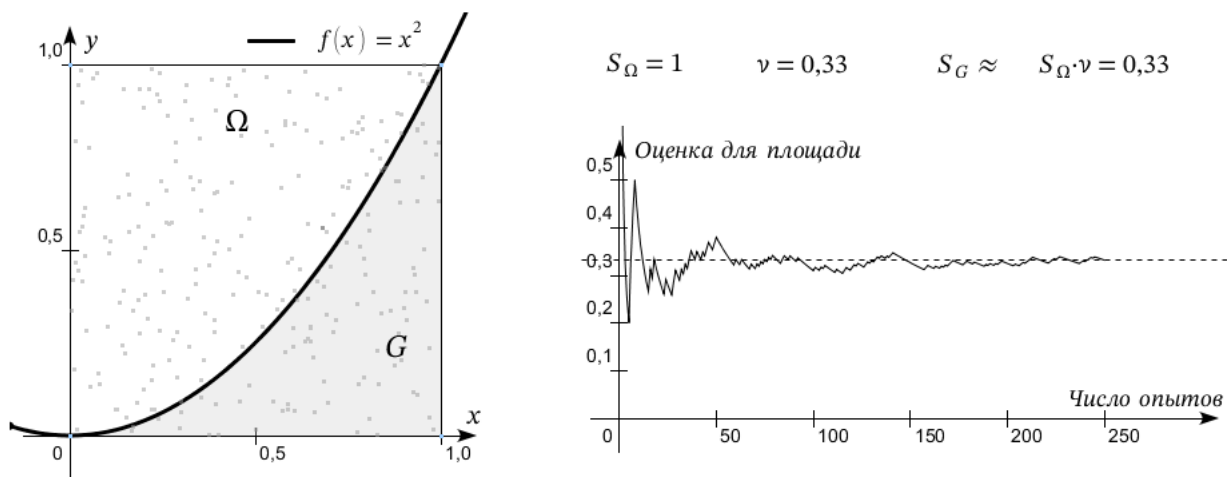 1,0
y
f(x) = x²
Ω
0,5
G
x
0
0,5
1,0
S_Ω = 1
ν = 0,33
S_G ≈ S_Ω·ν = 0,33
Оценка для площади
0,5
0,4
0,3
0,2
0,1
Число опытов
0
50
100
150
200
250